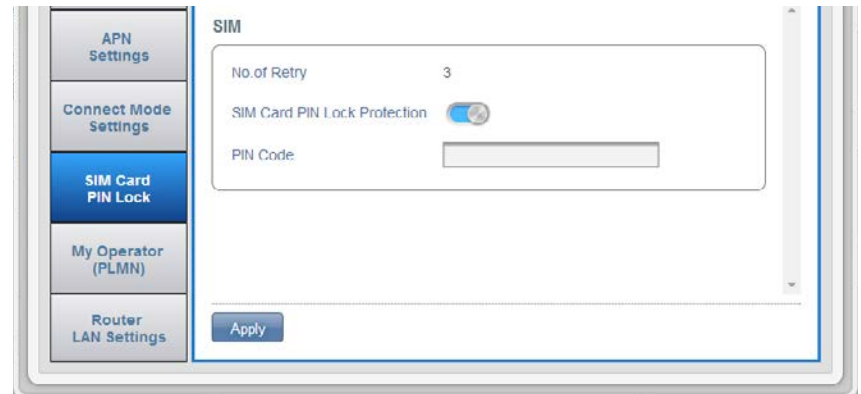 APN
Settings
Connect Mode
Settings
SIM Card
PIN Lock
My Operator
(PLMN)
Router
LAN Settings
SIM
No.of Retry 3
SIM Card PIN Lock Protection
PIN Code
Apply